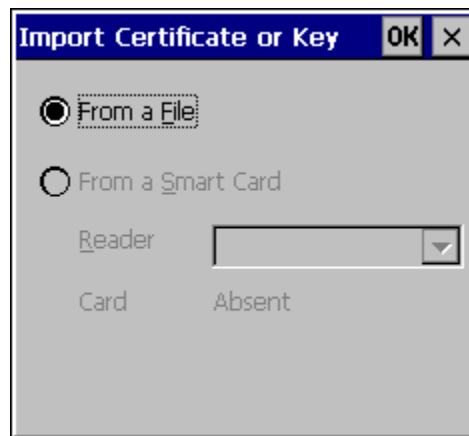 Import Certificate or Key OK ×
From a File
From a Smart Card
Reader
Card Absent